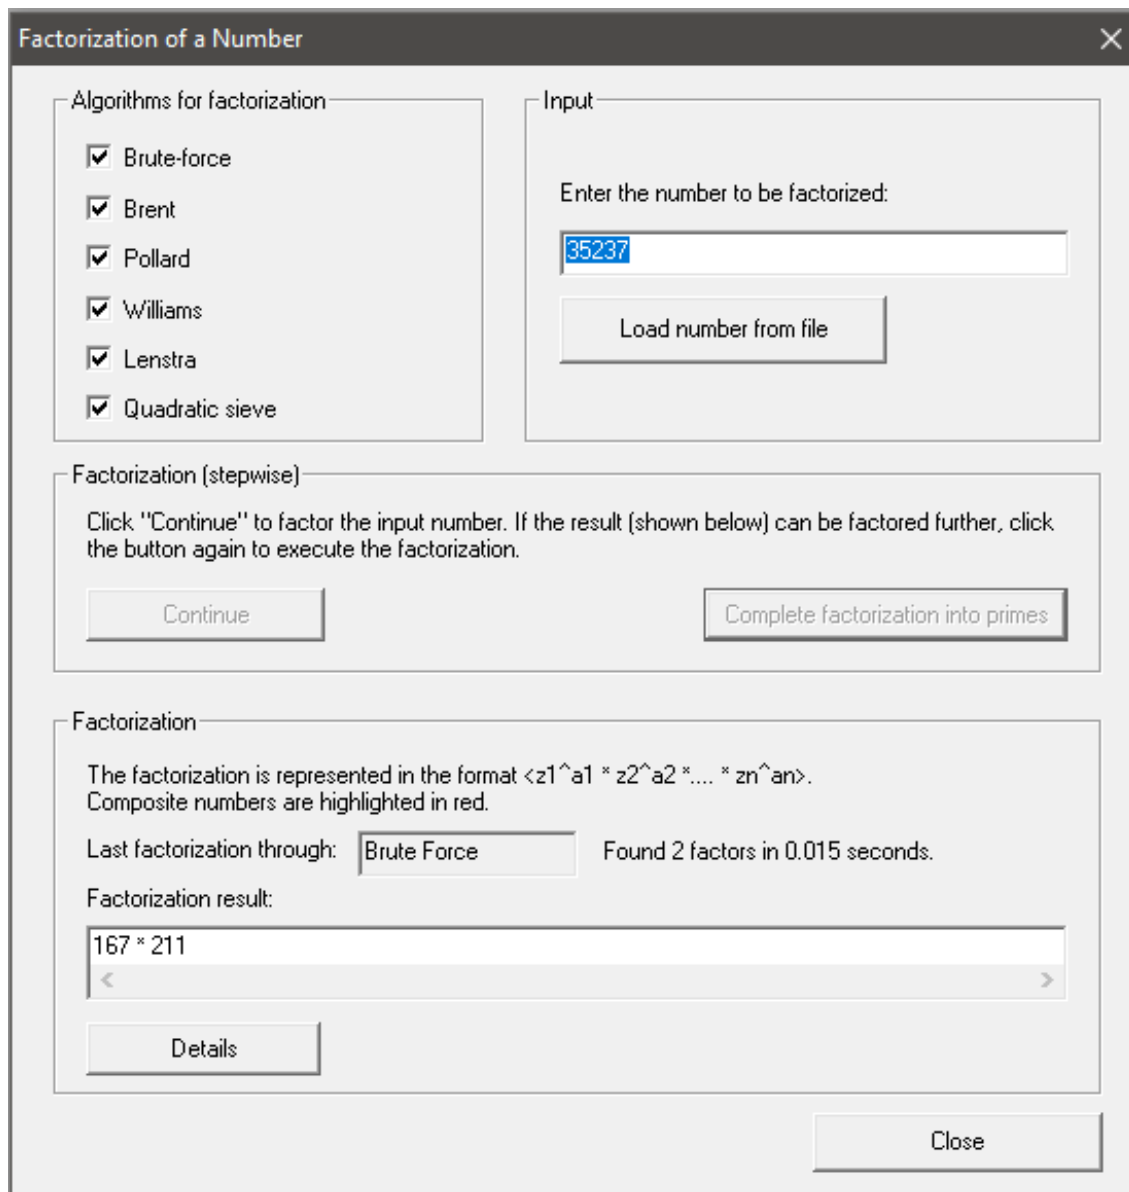 Factorization of a Number
Algorithms for factorization
Brute-force
Brent
Pollard
Williams
Lenstra
Quadratic sieve
Input
Enter the number to be factorized:
35237
Load number from file
Factorization (stepwise)
Click "Continue" to factor the input number. If the result (shown below) can be factored further, click
the button again to execute the factorization.
Continue
Complete factorization into primes
Factorization
The factorization is represented in the format <z1^a1 * z2^a2 *.... * zn^an>.
Composite numbers are highlighted in red.
Last factorization through: Brute Force Found 2 factors in 0.015 seconds.
Factorization result:
167 * 211
Details
Close